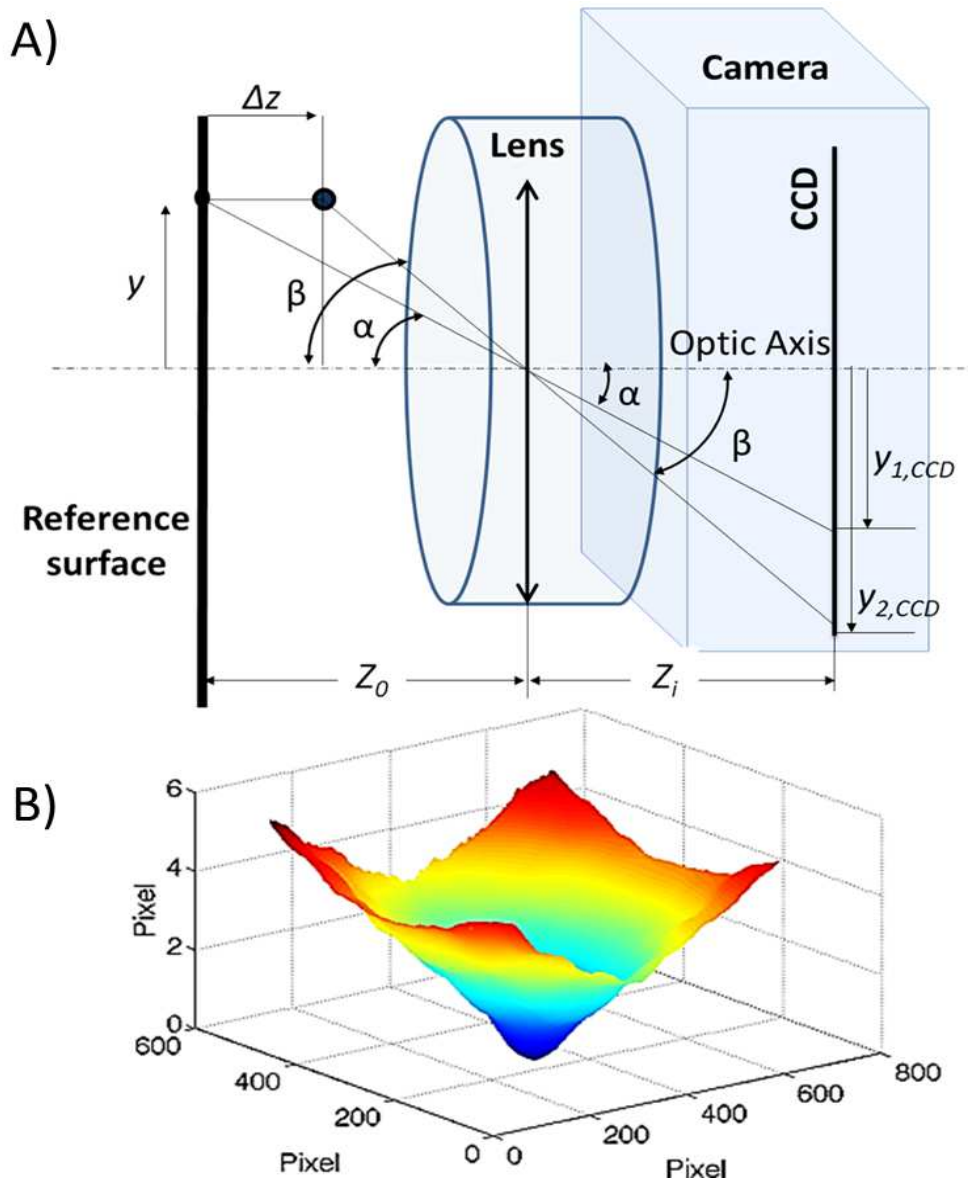 A)
Δz
Camera
Lens
CCD
y
β
α
Optic Axis
α
β
y1,CCD
Reference
surface
y2,CCD
Z0
Zi
B)
6
4
2
0
Pixel
600
400
200
0
Pixel
0
200
400
600
800
Pixel